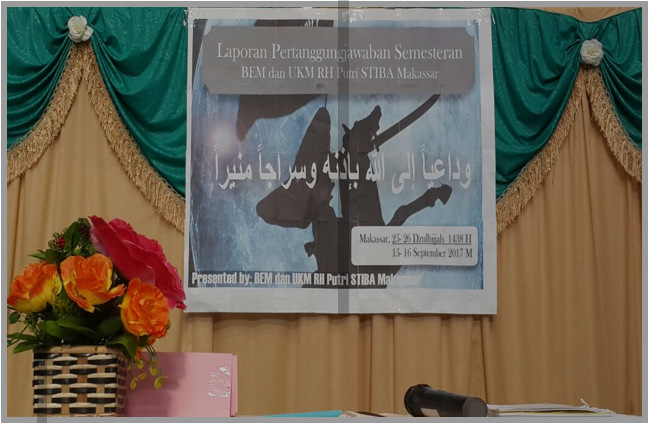 Laporan Pertanggungjawaban Semesteran
BEM dan UKM RH Putri STIBA Makassar
وداعياً إلى الله بإذنه وسراجاً منيراً
Makassar, 25- 26 Dzulhijjah 1438 H
15- 16 September 2017 M
Presented by: BEM dan UKM RH Putri STIBA Makassar